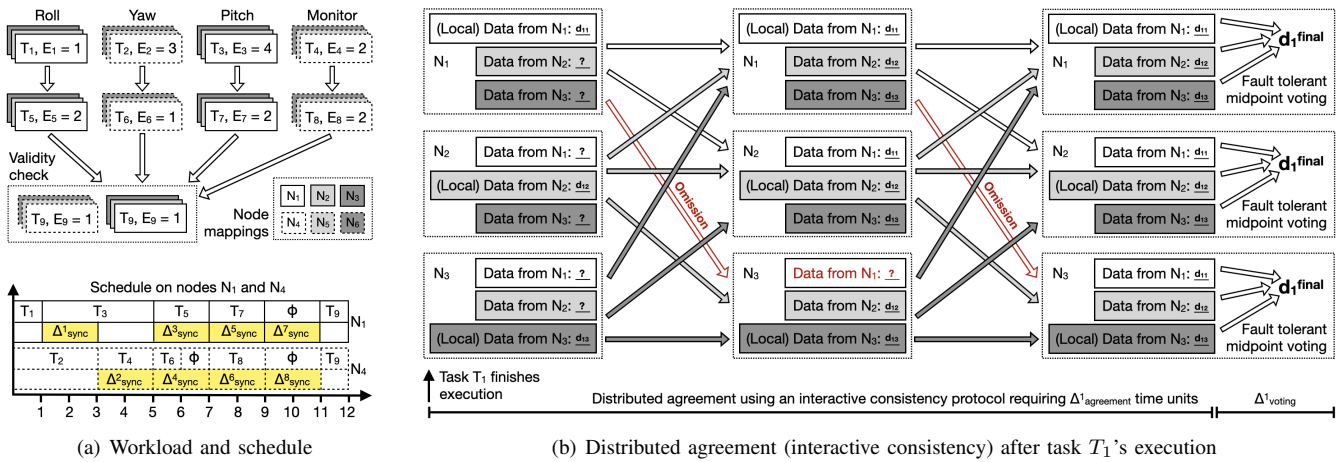 Roll Yaw Pitch Monitor
T₁, E₁ = 1 T₂, E₂ = 3 T₃, E₃ = 4 T₄, E₄ = 2
T₅, E₅ = 2 T₆, E₆ = 1 T₇, E₇ = 2 T₈, E₈ = 2
Validity
check
T₉, E₉ = 1 T₉, E₉ = 1
N₁ N₂ N₃
Node
mappings
N₄ N₅ N₆
Schedule on nodes N₁ and N₄
T₁ T₃ T₅ T₇ ϕ T₉
N₁
Δ¹sync Δ³sync Δ⁵sync Δ⁷sync
T₂ T₄ T₆ ϕ T₈ ϕ T₉
N₄
Δ²sync Δ⁴sync Δ⁶sync Δ⁸sync
1 2 3 4 5 6 7 8 9 10 11 12
(a) Workload and schedule
(Local) Data from N₁: d₁₁
N₁ Data from N₂: ?
Data from N₃: ?
N₂ Data from N₁: ?
(Local) Data from N₂: d₁₂
Data from N₃: ?
N₃ Data from N₁: ?
Data from N₂: ?
(Local) Data from N₃: d₁₃
Omission
(Local) Data from N₁: d₁₁
N₁ Data from N₂: d₁₂
Data from N₃: d₁₃
N₂ Data from N₁: d₁₁
(Local) Data from N₂: d₁₂
Data from N₃: d₁₃
N₃ Data from N₁: ?
Data from N₂: d₁₂
(Local) Data from N₃: d₁₃
Omission
(Local) Data from N₁: d₁₁
N₁ Data from N₂: d₁₂
Data from N₃: d₁₃
d₁final
Fault tolerant
midpoint voting
N₂ Data from N₁: d₁₁
(Local) Data from N₂: d₁₂
Data from N₃: d₁₃
d₁final
Fault tolerant
midpoint voting
N₃ Data from N₁: d₁₁
Data from N₂: d₁₂
(Local) Data from N₃: d₁₃
d₁final
Fault tolerant
midpoint voting
Task T₁ finishes
execution
Distributed agreement using an interactive consistency protocol requiring Δ¹agreement time units
Δ¹voting
(b) Distributed agreement (interactive consistency) after task T₁'s execution